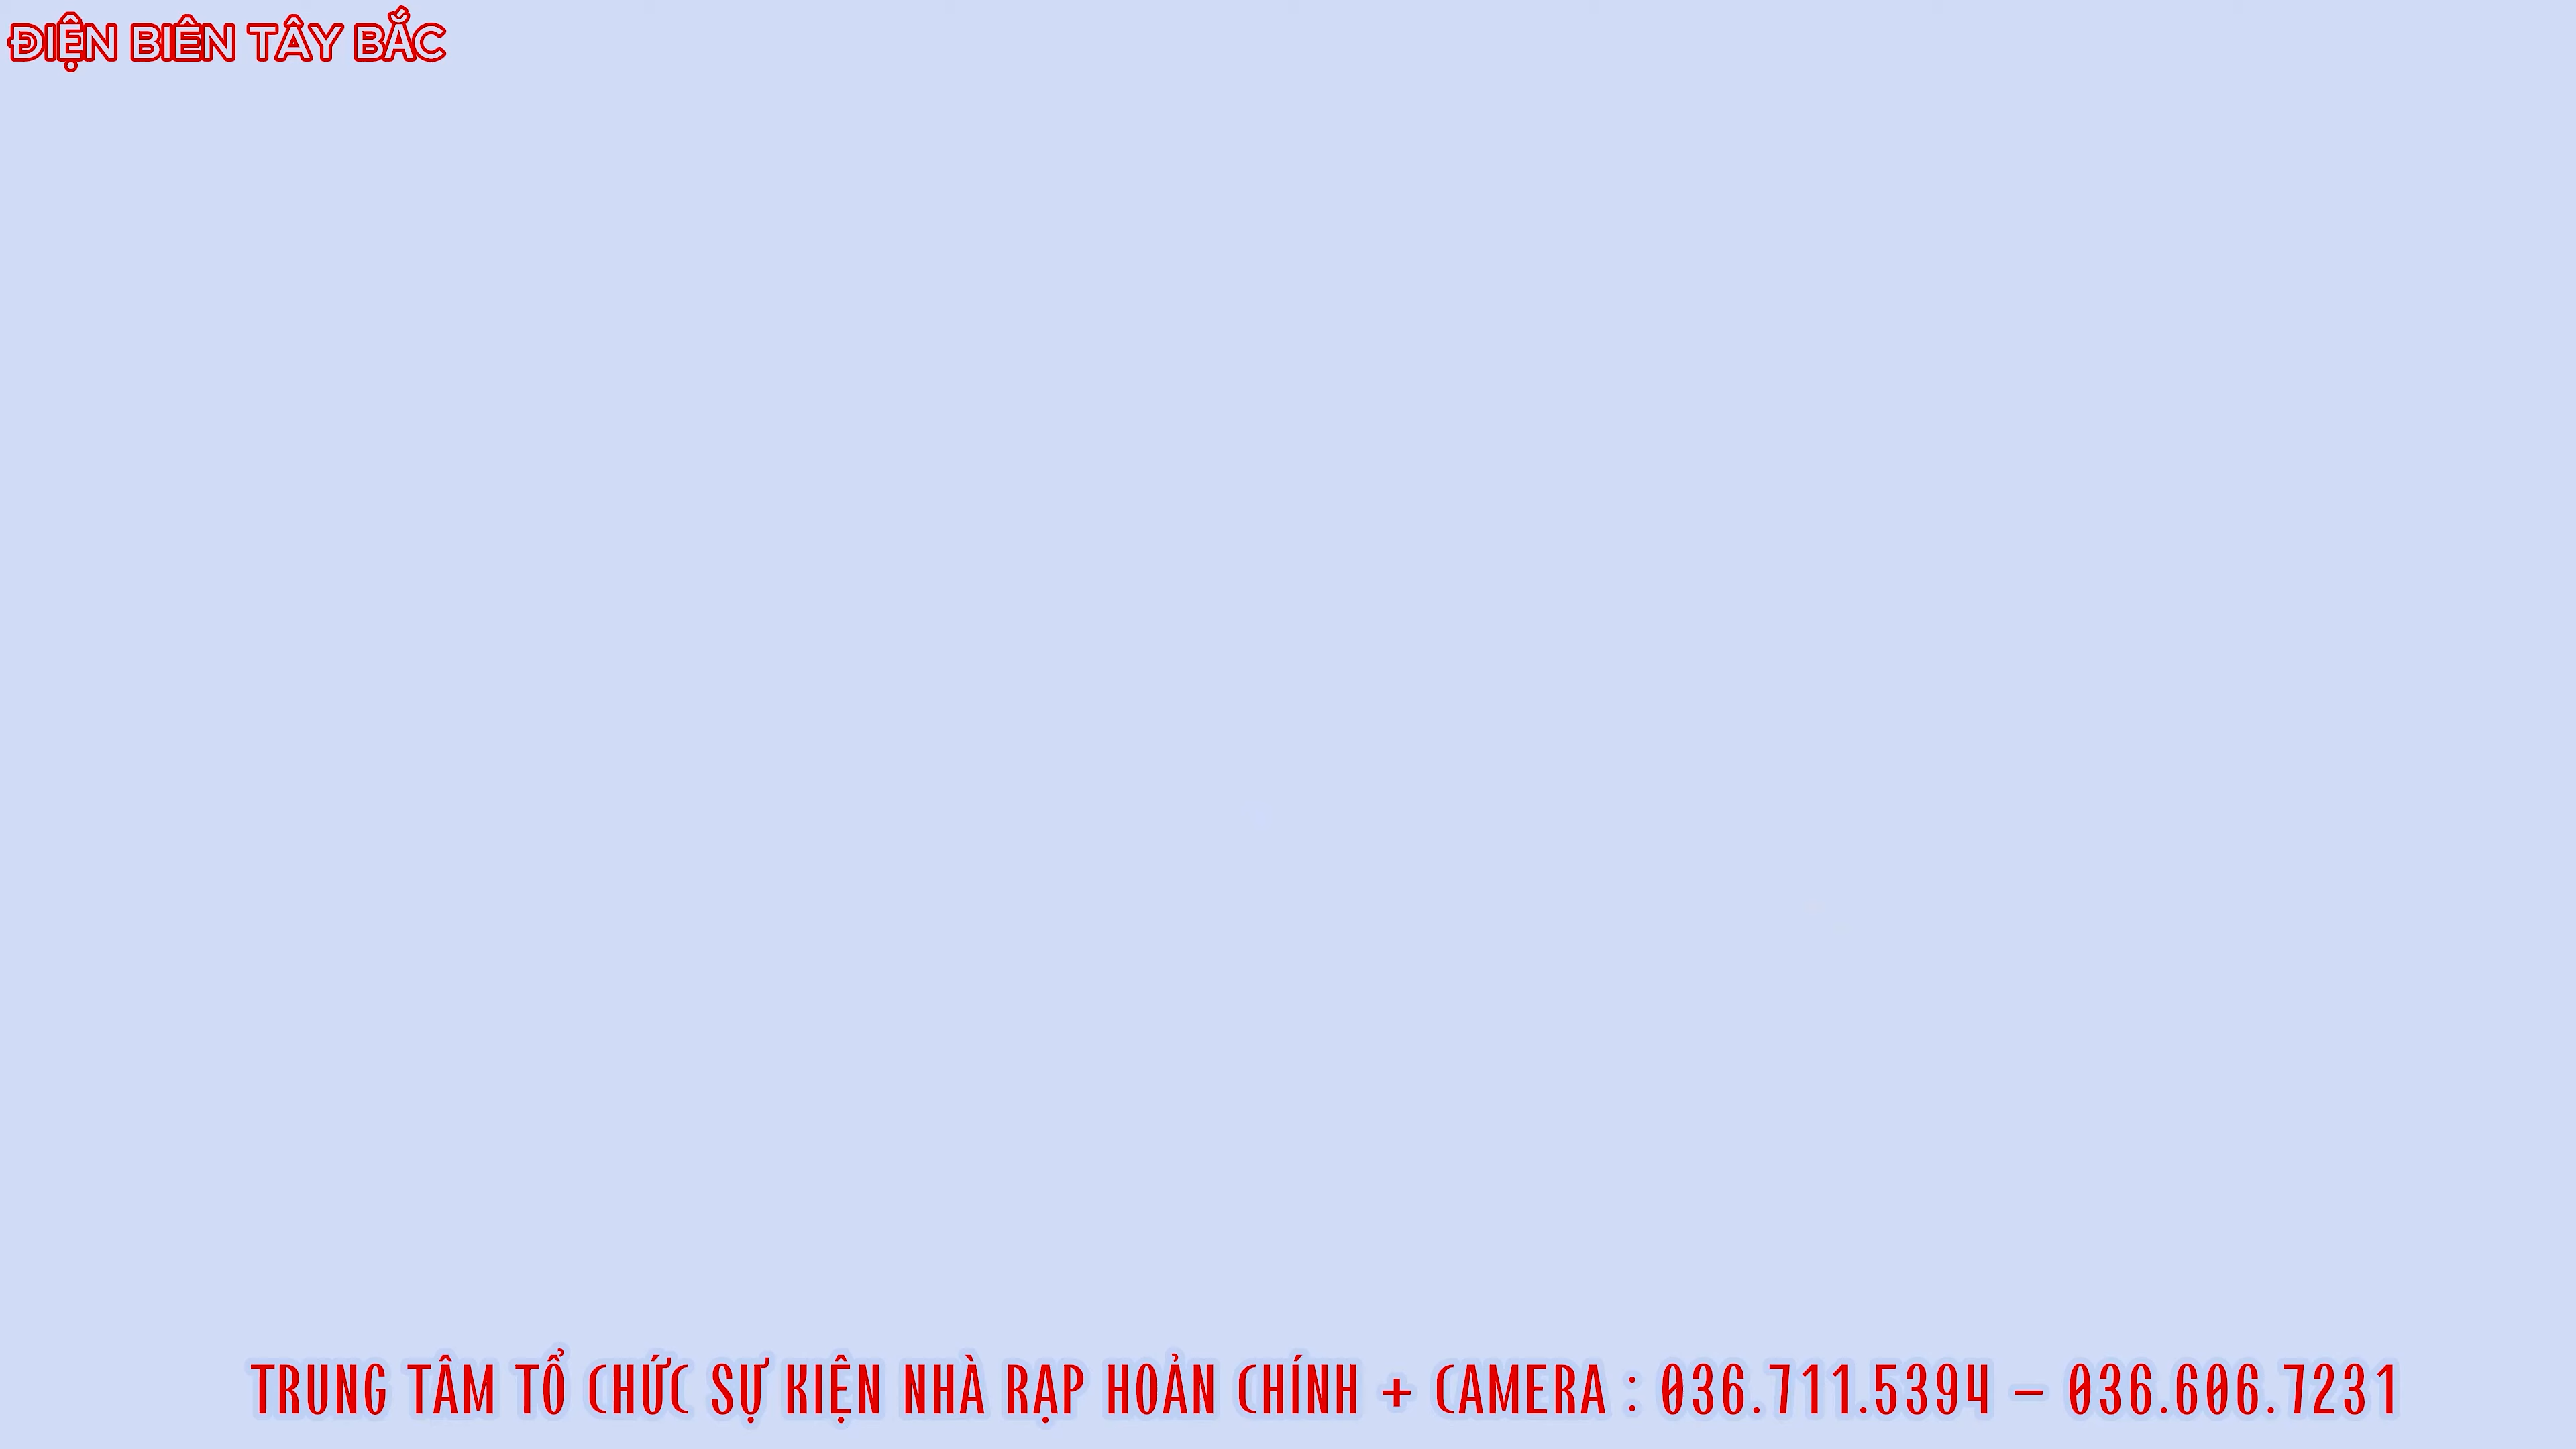 ĐIỆN BIÊN TÂY BẮC
TRUNG TÂM TỔ CHỨC SỰ KIỆN NHÀ RẠP HOẢN CHÍNH + CAMERA : 036.711.5394 – 036.606.7231